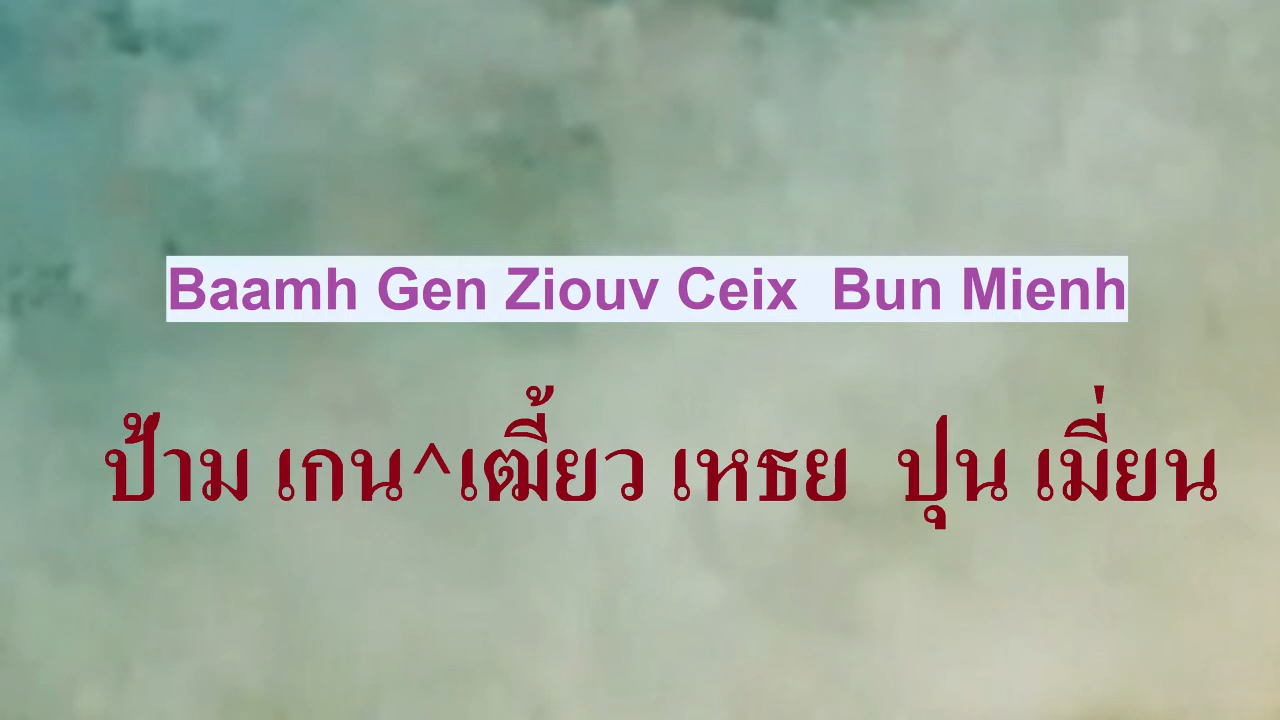 Baamh Gen Ziouv Ceix  Bun Mienh
ป้าม เกน^เฒี้ยว เหธย  ปุน เมี่ยน